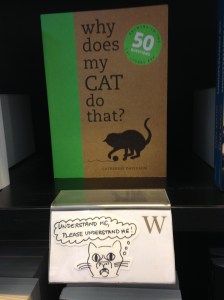 why
does
my
CAT
do
that?
50
UNDERSTAND ME,
PLEASE UNDERSTAND ME!
W